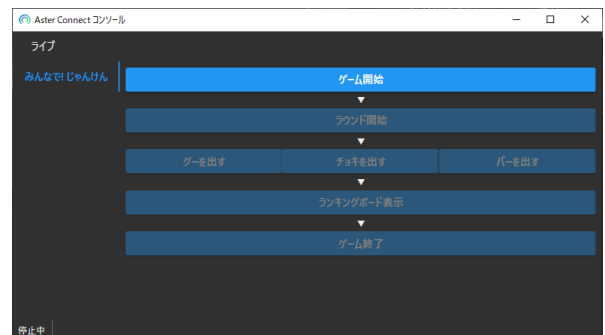 Aster Connect コンソール
ライブ
みんなで! じゃんけん
ゲーム開始
▼
ラウンド開始
▼
グーを出す チョキを出す パーを出す
▼
ランキングボード表示
▼
ゲーム終了
停止中